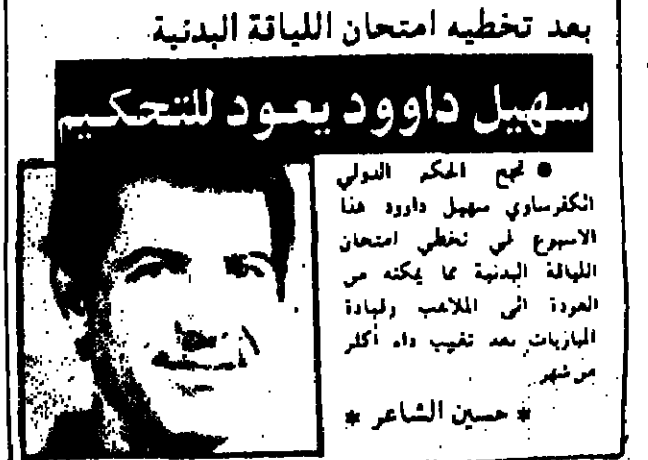 بعد تخطيه امتحان اللياقة البدنية
سهيل داوود يعود للتحكيم
● نجح الحكم الدولي
الكفرساوي سهيل داوود هذا
الاسبوع في تخطي امتحان
اللياقة البدنية مما يمكنه من
العودة الى الملاعب وقيادة
المباريات بعد تغيب دام أكثر
من شهر
* حسين الشاعر *